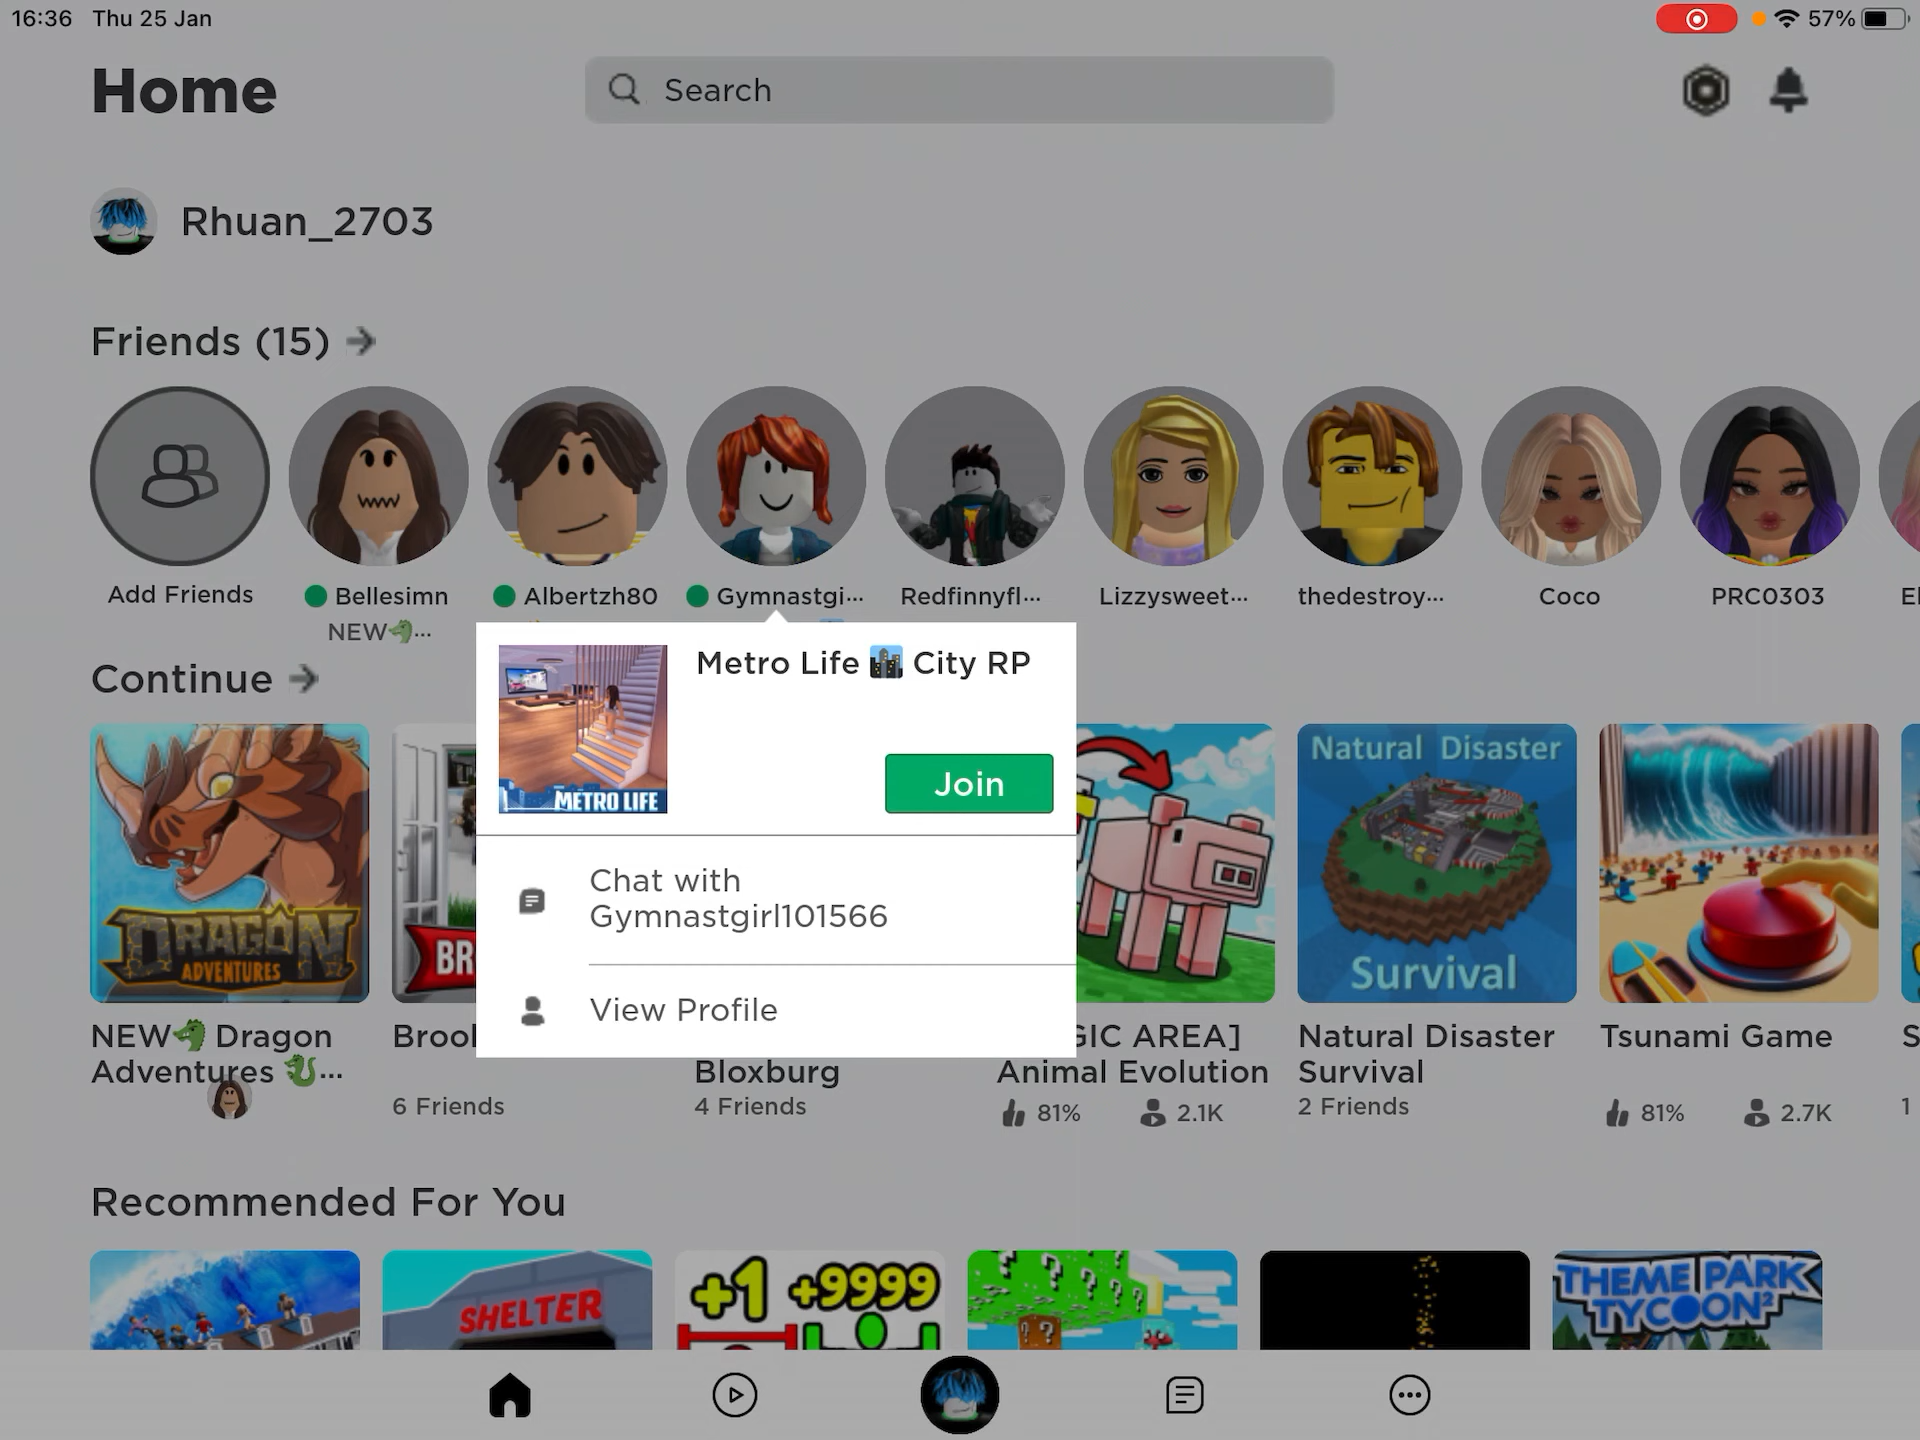 16:36 Thu 25 Jan
57%
Home
Search
Rhuan_2703
Friends (15)
Add Friends
Bellesimn
Albertzh80
Gymnastgi...
Redfinnyfl...
Lizzysweet...
thedestroy...
Coco
PRC0303
El
NEW🐉...
Continue
Metro Life 🏙️ City RP
METRO LIFE
Join
Chat with
Gymnastgirl101566
View Profile
DRAGON
ADVENTURES
BR
Natural Disaster
Survival
NEW🐉 Dragon
Adventures 🐉...
Brool
6 Friends
Bloxburg
4 Friends
GIC AREA]
Animal Evolution
81% 2.1K
Natural Disaster
Survival
2 Friends
Tsunami Game
81% 2.7K
S
1
Recommended For You
SHELTER
+1 +9999
THEME PARK
TYCOON2